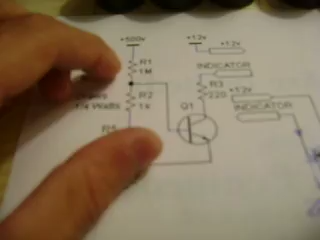 +500v
+12v
+12v
R1
1M
INDICATOR
R2
1k
1/4 WATTS
R3
220
+12v
INDICATOR
Q1